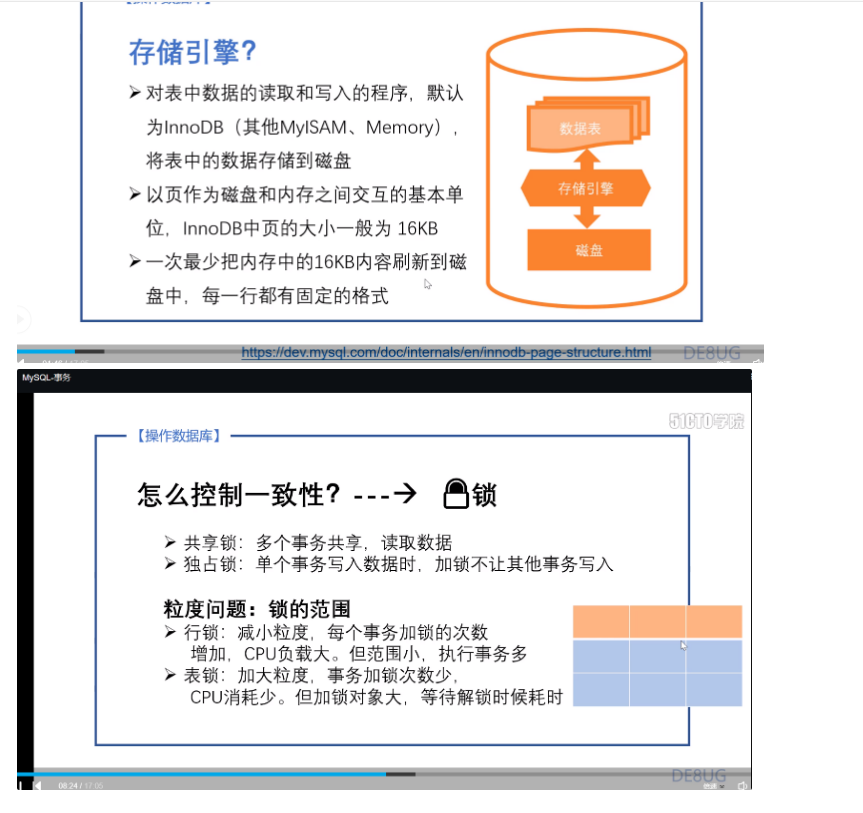 存储引擎?
➢对表中数据的读取和写入的程序，默认
为InnoDB（其他MyISAM、Memory），
将表中的数据存储到磁盘
➢以页作为磁盘和内存之间交互的基本单
位，InnoDB中页的大小一般为 16KB
➢一次最少把内存中的16KB内容刷新到磁
盘中，每一行都有固定的格式
数据表
存储引擎
磁盘
https://dev.mysql.com/doc/internals/en/innodb-page-structure.html
DE8UG
MySQL-事务
51CTO学院
【操作数据库】
怎么控制一致性? ---→ 锁
➢ 共享锁：多个事务共享，读取数据
➢ 独占锁：单个事务写入数据时，加锁不让其他事务写入
粒度问题：锁的范围
➢ 行锁：减小粒度，每个事务加锁的次数
增加，CPU负载大。但范围小，执行事务多
➢ 表锁：加大粒度，事务加锁次数少，
CPU消耗少。但加锁对象大，等待解锁时候耗时
DE8UG
08:24 / 17:05